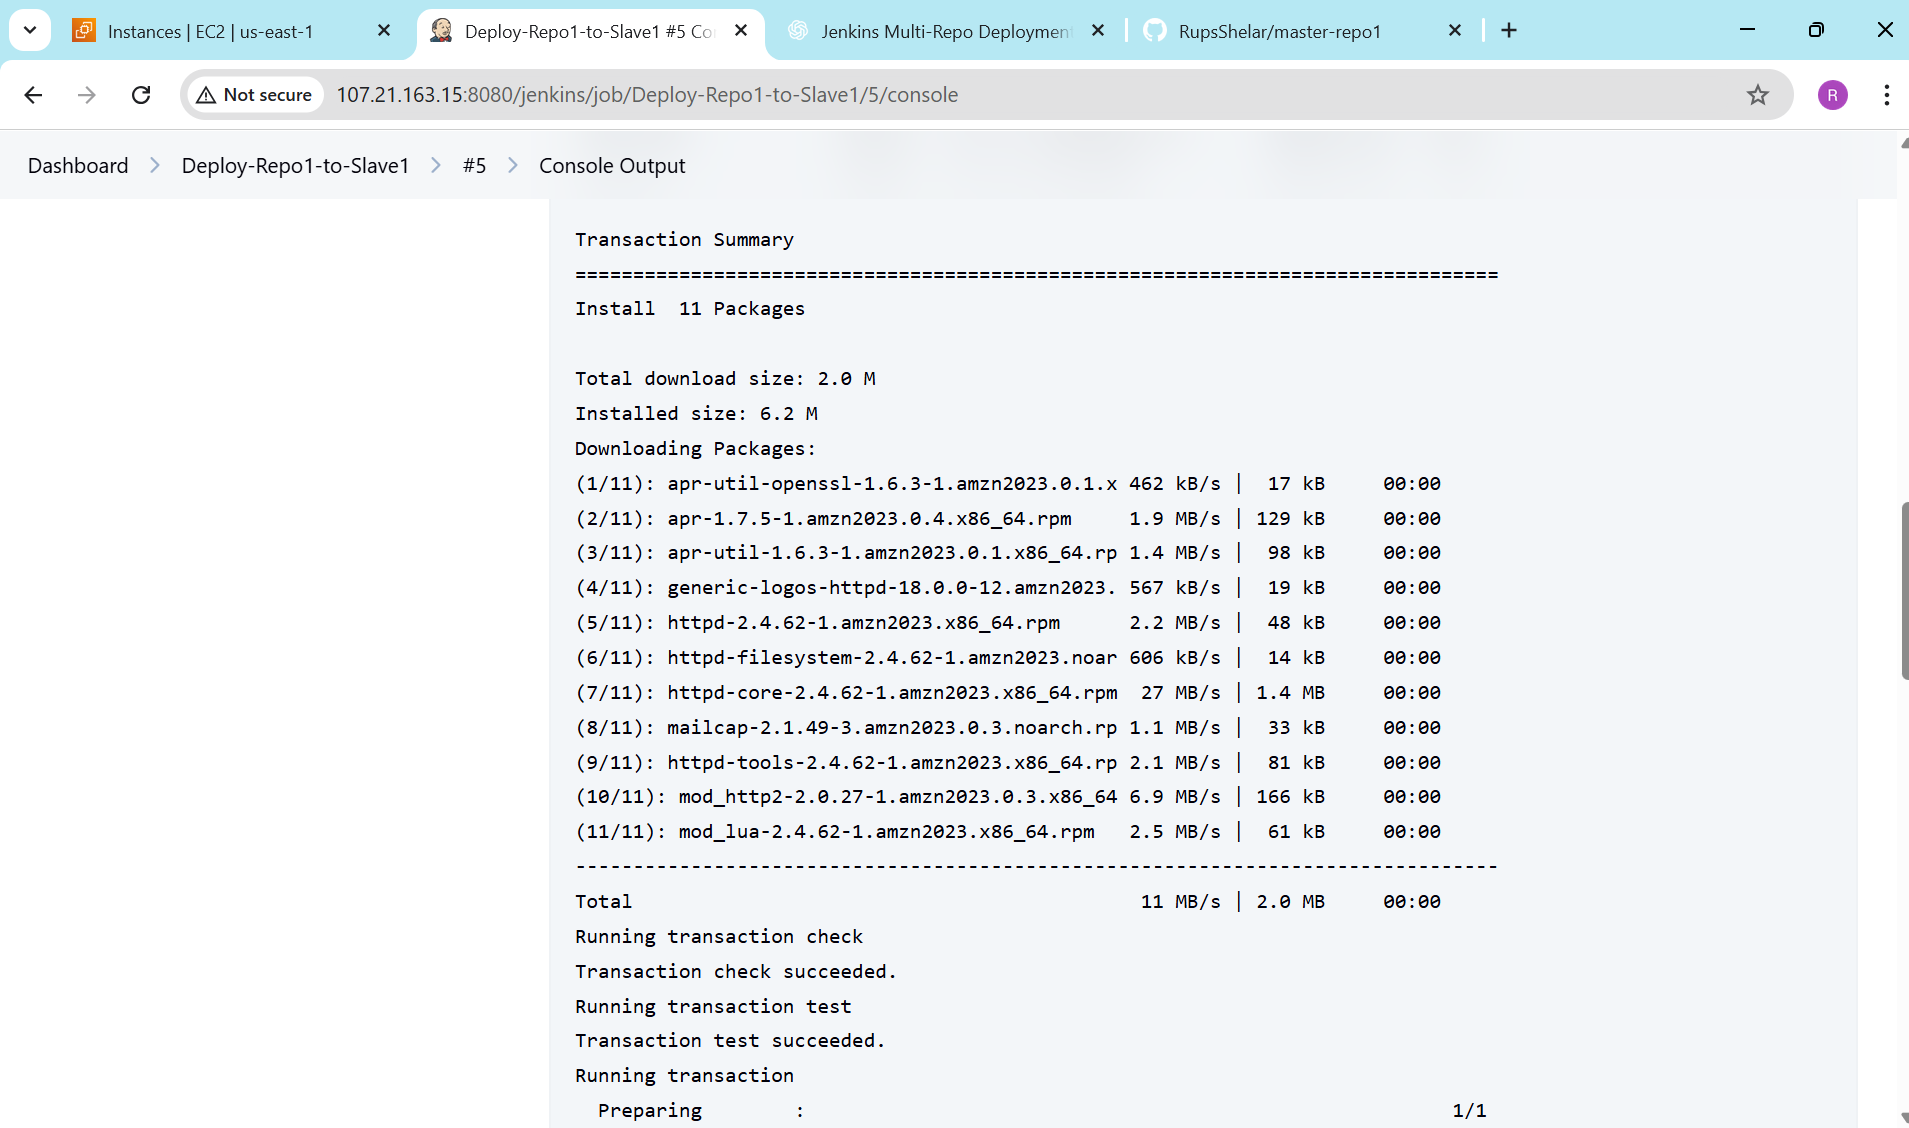 Instances | EC2 | us-east-1
Deploy-Repo1-to-Slave1 #5 Co
Jenkins Multi-Repo Deployment
RupsShelar/master-repo1
Not secure
107.21.163.15:8080/jenkins/job/Deploy-Repo1-to-Slave1/5/console
R
Dashboard > Deploy-Repo1-to-Slave1 > #5 > Console Output
Transaction Summary
================================================================================
Install  11 Packages
Total download size: 2.0 M
Installed size: 6.2 M
Downloading Packages:
(1/11): apr-util-openssl-1.6.3-1.amzn2023.0.1.x 462 kB/s |  17 kB     00:00
(2/11): apr-1.7.5-1.amzn2023.0.4.x86_64.rpm     1.9 MB/s | 129 kB     00:00
(3/11): apr-util-1.6.3-1.amzn2023.0.1.x86_64.rp 1.4 MB/s |  98 kB     00:00
(4/11): generic-logos-httpd-18.0.0-12.amzn2023. 567 kB/s |  19 kB     00:00
(5/11): httpd-2.4.62-1.amzn2023.x86_64.rpm      2.2 MB/s |  48 kB     00:00
(6/11): httpd-filesystem-2.4.62-1.amzn2023.noar 606 kB/s |  14 kB     00:00
(7/11): httpd-core-2.4.62-1.amzn2023.x86_64.rpm  27 MB/s | 1.4 MB     00:00
(8/11): mailcap-2.1.49-3.amzn2023.0.3.noarch.rp 1.1 MB/s |  33 kB     00:00
(9/11): httpd-tools-2.4.62-1.amzn2023.x86_64.rp 2.1 MB/s |  81 kB     00:00
(10/11): mod_http2-2.0.27-1.amzn2023.0.3.x86_64 6.9 MB/s | 166 kB     00:00
(11/11): mod_lua-2.4.62-1.amzn2023.x86_64.rpm   2.5 MB/s |  61 kB     00:00
--------------------------------------------------------------------------------
Total                                            11 MB/s | 2.0 MB     00:00
Running transaction check
Transaction check succeeded.
Running transaction test
Transaction test succeeded.
Running transaction
  Preparing        :                                                        1/1